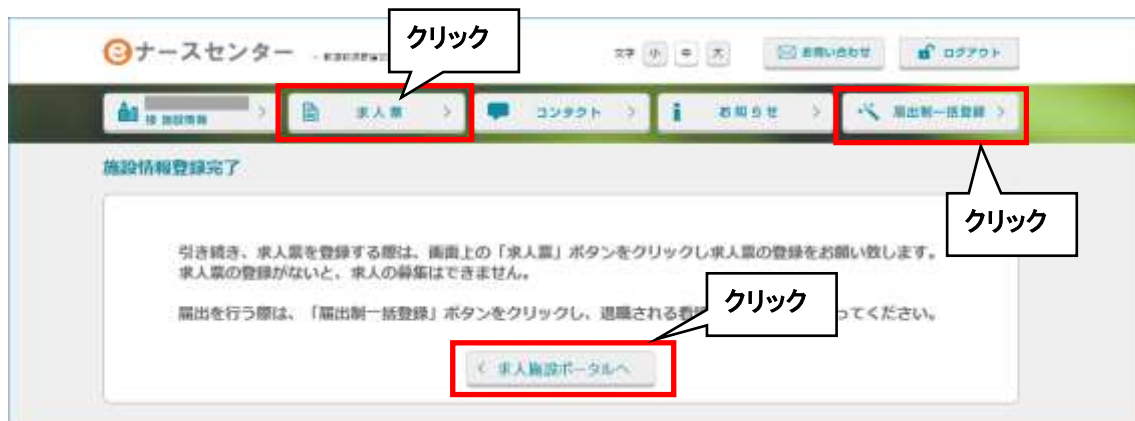 クリック
eナースセンター
文字 小 中 大 お問い合わせ ログアウト
様 施設情報 求人票 コンタクト お知らせ 届出制一括登録
施設情報登録完了
クリック
引き続き、求人票を登録する際は、画面上の「求人票」ボタンをクリックし求人票の登録をお願い致します。
求人票の登録がないと、求人の募集はできません。
クリック
届出を行う際は、「届出制一括登録」ボタンをクリックし、退職される看 ってください。
求人施設ポータルへ